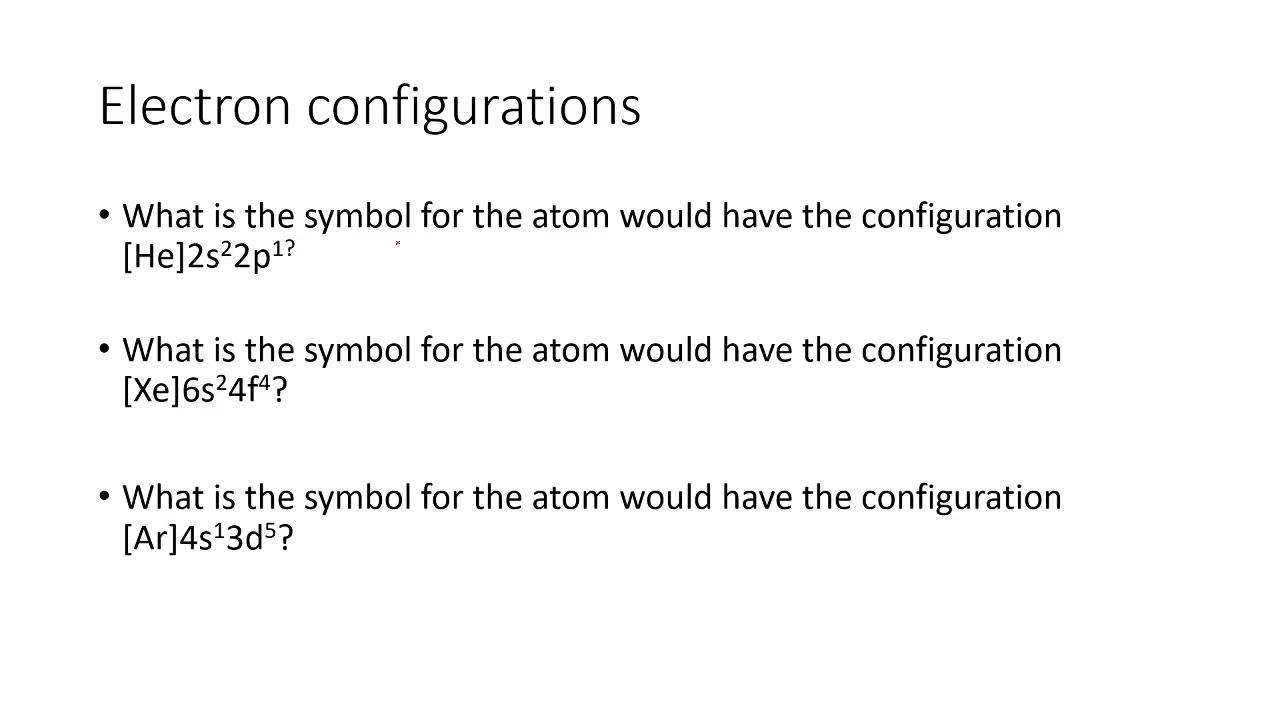 Electron configurations
• What is the symbol for the atom would have the configuration
[He]2s²2p¹?
• What is the symbol for the atom would have the configuration
[Xe]6s²4f⁴?
• What is the symbol for the atom would have the configuration
[Ar]4s¹3d⁵?